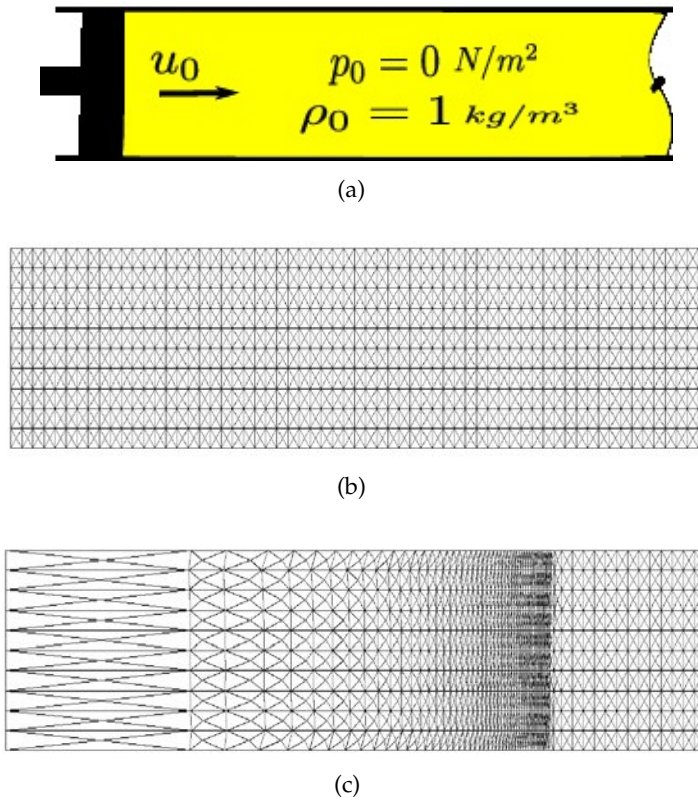 u₀ p₀ = 0 N/m²
ρ₀ = 1 kg/m³
(a)
(b)
(c)